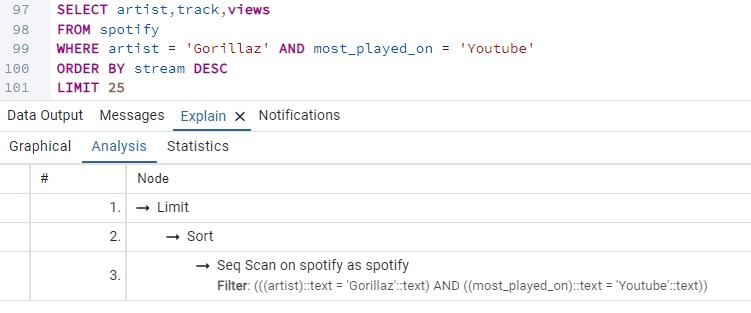 97 SELECT artist,track,views
98 FROM spotify
99 WHERE artist = 'Gorillaz' AND most_played_on = 'Youtube'
100 ORDER BY stream DESC
101 LIMIT 25
Data Output Messages Explain × Notifications
Graphical Analysis Statistics
# Node
1. → Limit
2. → Sort
3. → Seq Scan on spotify as spotify
Filter: (((artist)::text = 'Gorillaz'::text) AND ((most_played_on)::text = 'Youtube'::text))